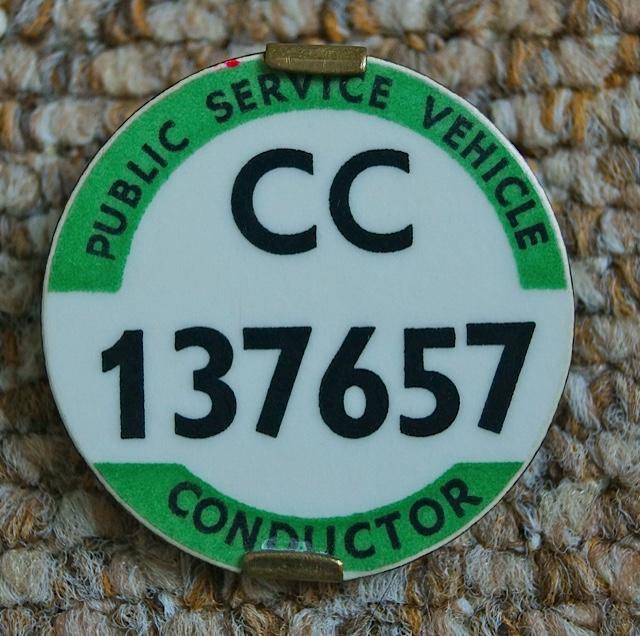 PUBLIC SERVICE VEHICLE
CC
137657
CONDUCTOR